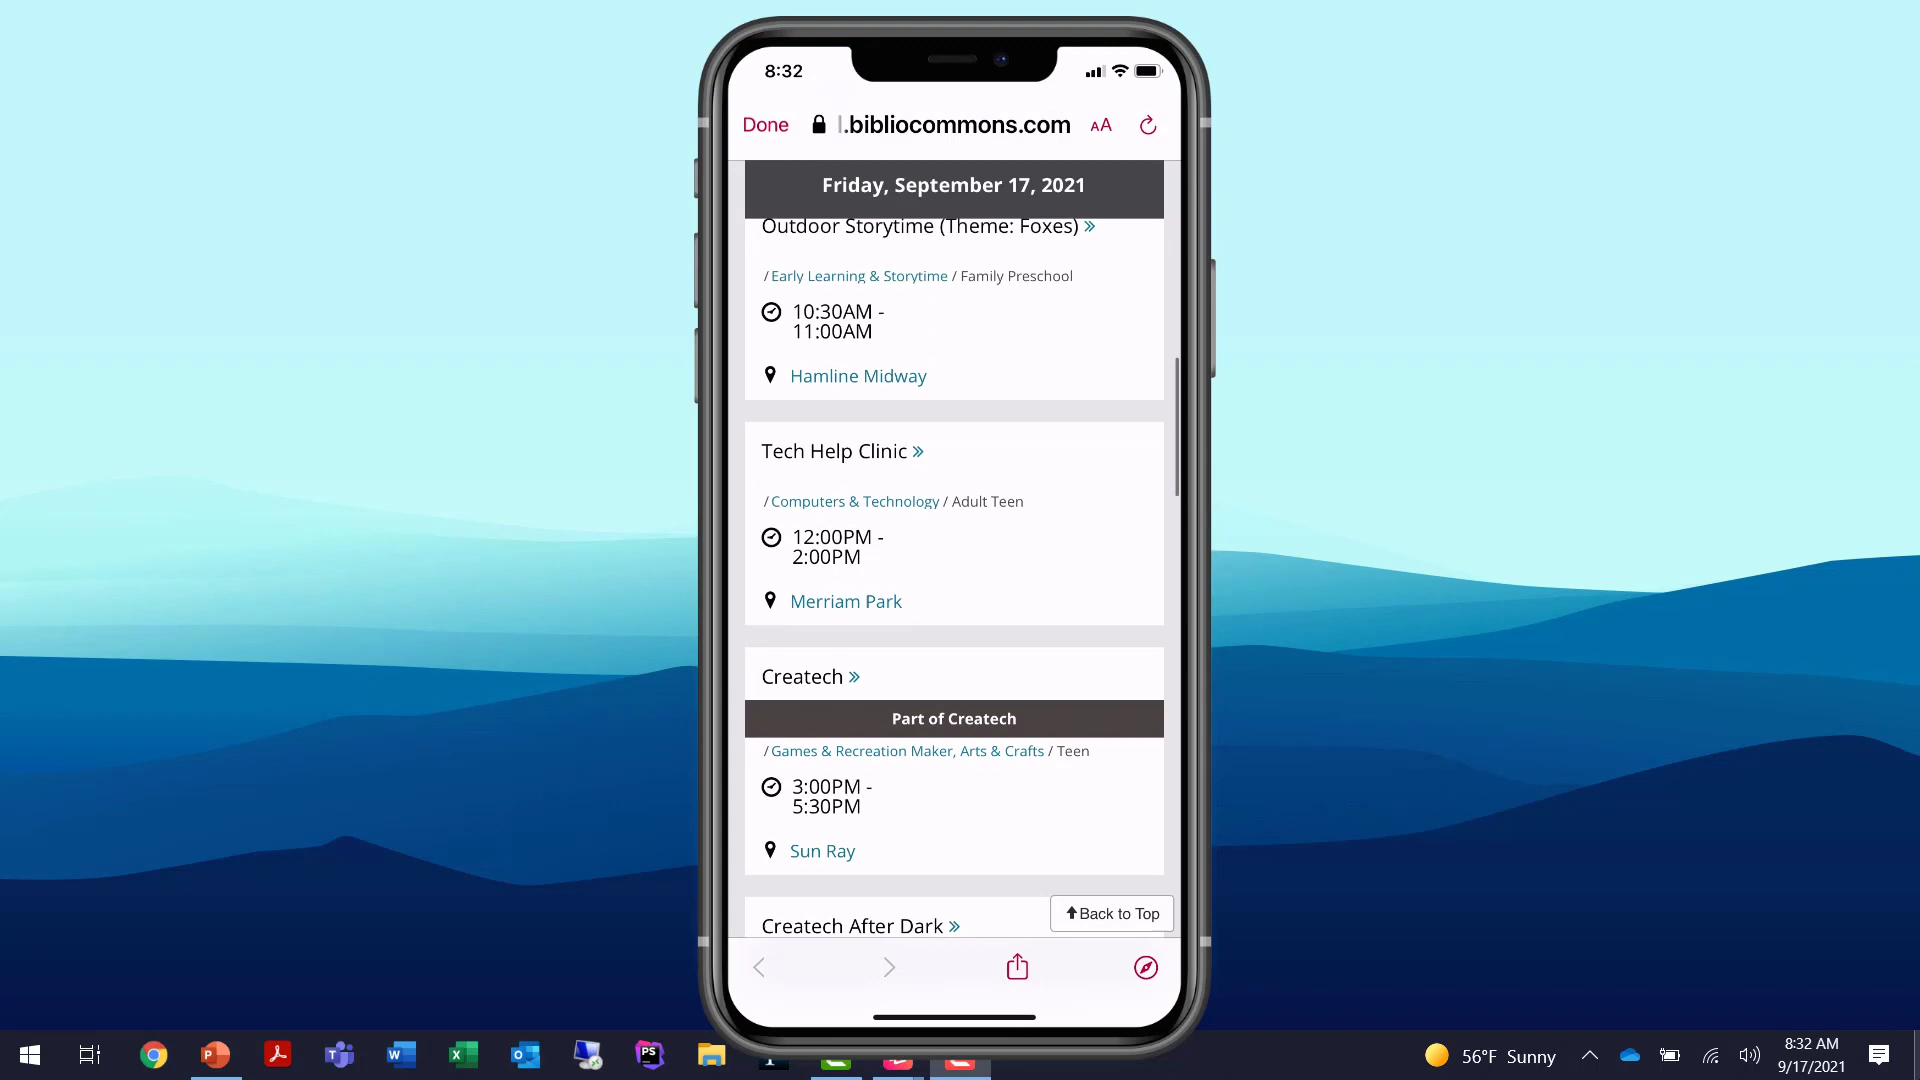 8:32
Done
.bibliocommons.com
AA
Friday, September 17, 2021
Outdoor Storytime (Theme: Foxes) »
/ Early Learning & Storytime / Family Preschool
10:30AM -
11:00AM
Hamline Midway
Tech Help Clinic »
/ Computers & Technology / Adult Teen
12:00PM -
2:00PM
Merriam Park
Createch »
Part of Createch
/ Games & Recreation Maker, Arts & Crafts / Teen
3:00PM -
5:30PM
Sun Ray
Createch After Dark »
Back to Top
P
W
X
O
PS
56°F Sunny
8:32 AM
9/17/2021